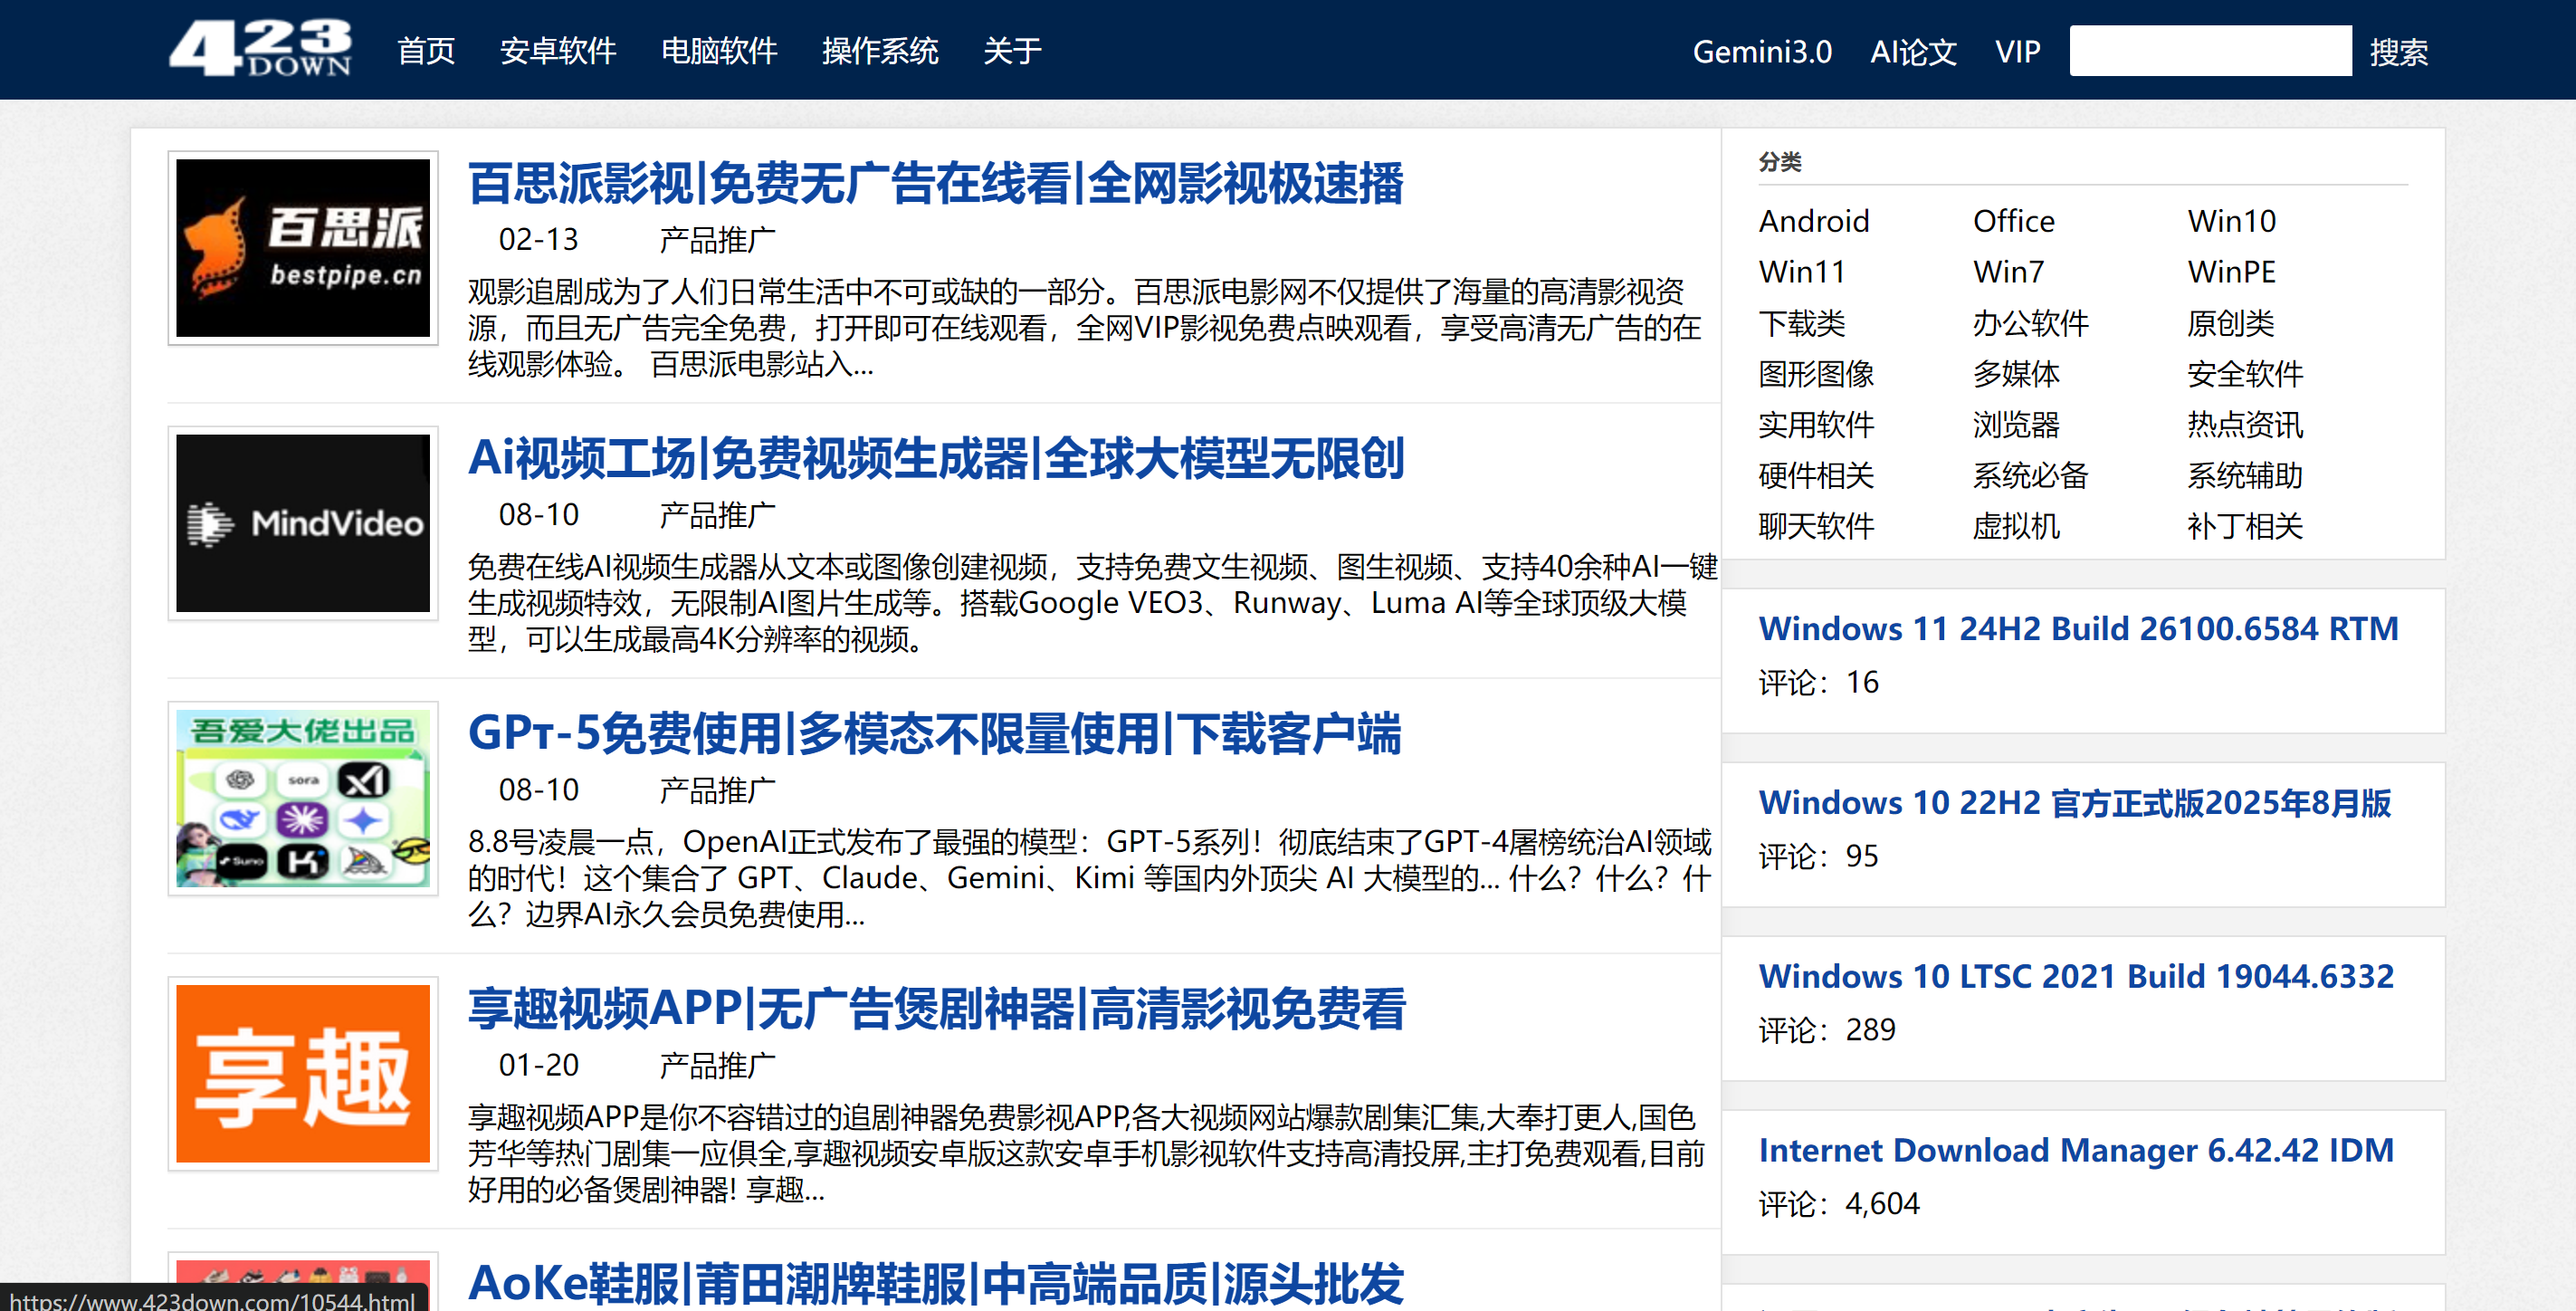 423
DOWN
首页 安卓软件 电脑软件 操作系统 关于
Gemini3.0 AI论文 VIP 搜索
百思派
bestpipe.cn
百思派影视|免费无广告在线看|全网影视极速播
02-13 产品推广
观影追剧成为了人们日常生活中不可或缺的一部分。百思派电影网不仅提供了海量的高清影视资
源，而且无广告完全免费，打开即可在线观看，全网VIP影视免费点映观看，享受高清无广告的在
线观影体验。 百思派电影站入...
MindVideo
Ai视频工场|免费视频生成器|全球大模型无限创
08-10 产品推广
免费在线AI视频生成器从文本或图像创建视频，支持免费文生视频、图生视频、支持40余种AI一键
生成视频特效，无限制AI图片生成等。搭载Google VEO3、Runway、Luma AI等全球顶级大模
型，可以生成最高4K分辨率的视频。
吾爱大佬出品
sora
Suno
GPт-5免费使用|多模态不限量使用|下载客户端
08-10 产品推广
8.8号凌晨一点，OpenAI正式发布了最强的模型：GPT-5系列！彻底结束了GPT-4屠榜统治AI领域
的时代！这个集合了 GPT、Claude、Gemini、Kimi 等国内外顶尖 AI 大模型的... 什么？什么？什
么？边界AI永久会员免费使用...
享趣
享趣视频APP|无广告煲剧神器|高清影视免费看
01-20 产品推广
享趣视频APP是你不容错过的追剧神器免费影视APP,各大视频网站爆款剧集汇集,大奉打更人,国色
芳华等热门剧集一应俱全,享趣视频安卓版这款安卓手机影视软件支持高清投屏,主打免费观看,目前
好用的必备煲剧神器! 享趣...
AoKe鞋服|莆田潮牌鞋服|中高端品质|源头批发
分类
Android Office Win10
Win11 Win7 WinPE
下载类 办公软件 原创类
图形图像 多媒体 安全软件
实用软件 浏览器 热点资讯
硬件相关 系统必备 系统辅助
聊天软件 虚拟机 补丁相关
Windows 11 24H2 Build 26100.6584 RTM
评论：16
Windows 10 22H2 官方正式版2025年8月版
评论：95
Windows 10 LTSC 2021 Build 19044.6332
评论：289
Internet Download Manager 6.42.42 IDM
评论：4,604
https://www.423down.com/10544.html